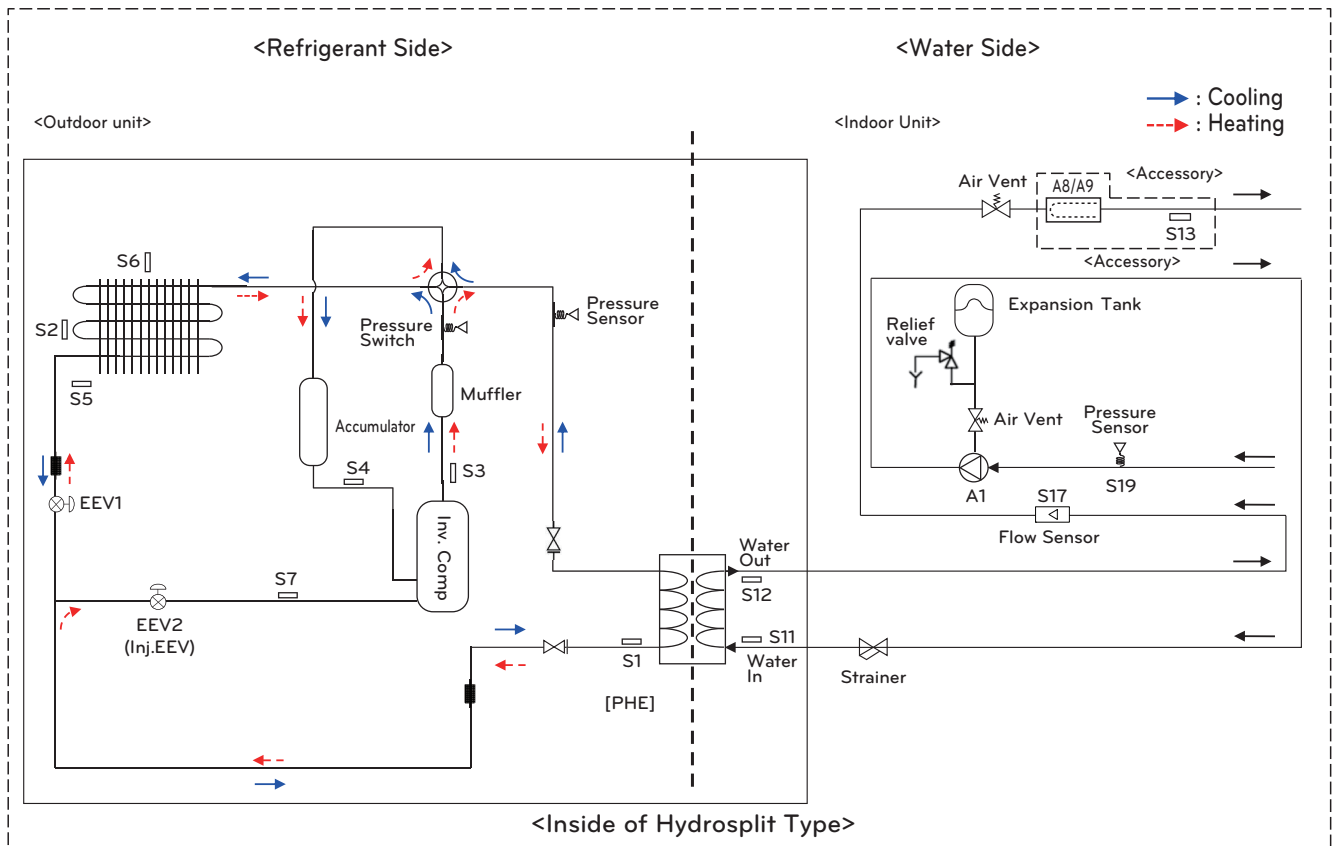 <Refrigerant Side>
<Water Side>
: Cooling
: Heating
<Outdoor unit>
<Indoor Unit>
Air Vent
A8/A9
<Accessory>
S13
<Accessory>
S6
S2
S5
Pressure
Switch
Pressure
Sensor
Expansion Tank
Relief
valve
Muffler
Accumulator
Air Vent
Pressure
Sensor
S4
S3
A1
S19
S17
Flow Sensor
EEV1
Inv. Comp
Water
Out
S12
S7
EEV2
(Inj.EEV)
S1
S11
Water
In
Strainer
[PHE]
<Inside of Hydrosplit Type>